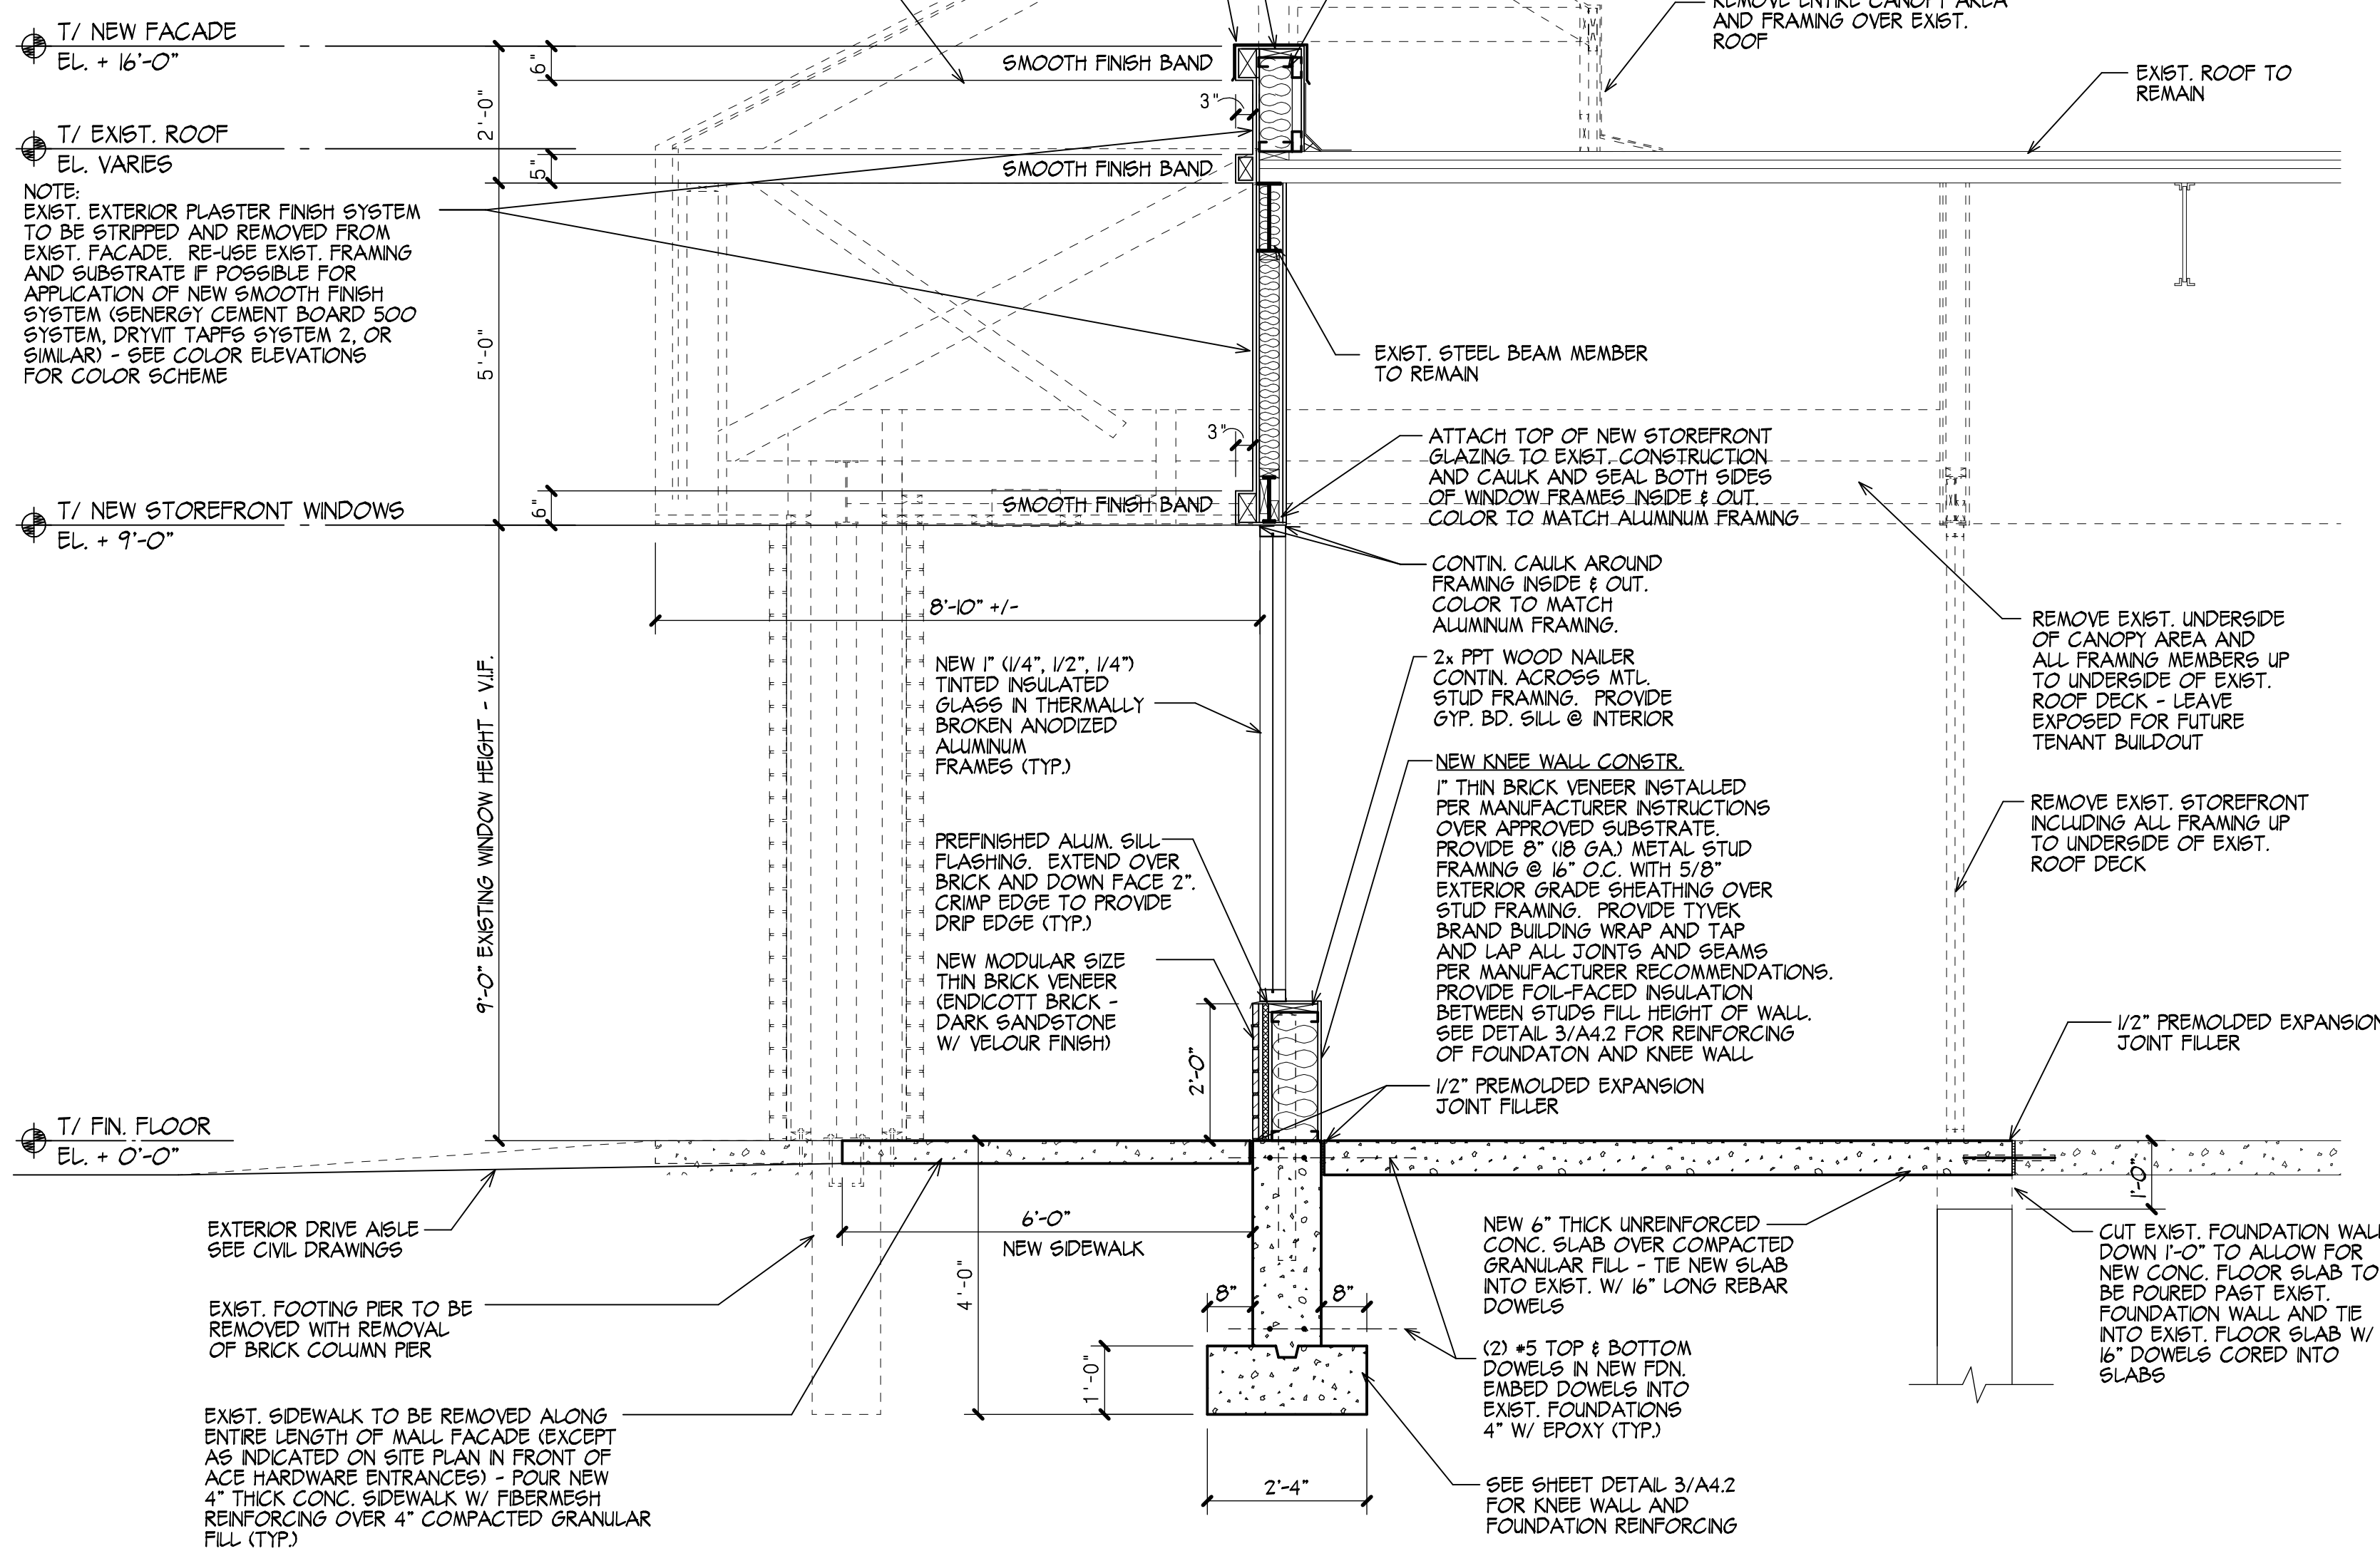 T/ NEW FACADE
EL. + 16'-0"
T/ EXIST. ROOF
EL. VARIES
NOTE:
EXIST. EXTERIOR PLASTER FINISH SYSTEM
TO BE STRIPPED AND REMOVED FROM
EXIST. FACADE. RE-USE EXIST. FRAMING
AND SUBSTRATE IF POSSIBLE FOR
APPLICATION OF NEW SMOOTH FINISH
SYSTEM (SENERGY CEMENT BOARD 500
SYSTEM, DRYVIT TAFFS SYSTEM 2, OR
SIMILAR) - SEE COLOR ELEVATIONS
FOR COLOR SCHEME
T/ NEW STOREFRONT WINDOWS
EL. + 9'-0"
T/ FIN. FLOOR
EL. + 0'-0"
2'-0"
5'-0"
9'-0" EXISTING WINDOW HEIGHT - V.I.F.
6"
5"
6"
SMOOTH FINISH BAND
SMOOTH FINISH BAND
SMOOTH FINISH BAND
3"
3"
8'-10" +/-
REMOVE ENTIRE CANOPY AREA
AND FRAMING OVER EXIST.
ROOF
EXIST. ROOF TO
REMAIN
EXIST. STEEL BEAM MEMBER
TO REMAIN
ATTACH TOP OF NEW STOREFRONT
GLAZING TO EXIST. CONSTRUCTION
AND CAULK AND SEAL BOTH SIDES
OF WINDOW FRAMES INSIDE & OUT.
COLOR TO MATCH ALUMINUM FRAMING
CONTIN. CAULK AROUND
FRAMING INSIDE & OUT.
COLOR TO MATCH
ALUMINUM FRAMING.
2x PPT WOOD NAILER
CONTIN. ACROSS MTL.
STUD FRAMING. PROVIDE
GYP. BD. SILL @ INTERIOR
NEW KNEE WALL CONSTR.
1" THIN BRICK VENEER INSTALLED
PER MANUFACTURER INSTRUCTIONS
OVER APPROVED SUBSTRATE.
PROVIDE 8" (18 GA.) METAL STUD
FRAMING @ 16" O.C. WITH 5/8"
EXTERIOR GRADE SHEATHING OVER
STUD FRAMING. PROVIDE TYVEK
BRAND BUILDING WRAP AND TAP
AND LAP ALL JOINTS AND SEAMS
PER MANUFACTURER RECOMMENDATIONS.
PROVIDE FOIL-FACED INSULATION
BETWEEN STUDS FILL HEIGHT OF WALL.
SEE DETAIL 3/A4.2 FOR REINFORCING
OF FOUNDATON AND KNEE WALL
1/2" PREMOLDED EXPANSION
JOINT FILLER
REMOVE EXIST. UNDERSIDE
OF CANOPY AREA AND
ALL FRAMING MEMBERS UP
TO UNDERSIDE OF EXIST.
ROOF DECK - LEAVE
EXPOSED FOR FUTURE
TENANT BUILDOUT
REMOVE EXIST. STOREFRONT
INCLUDING ALL FRAMING UP
TO UNDERSIDE OF EXIST.
ROOF DECK
1/2" PREMOLDED EXPANSION
JOINT FILLER
NEW 1" (1/4", 1/2", 1/4")
TINTED INSULATED
GLASS IN THERMALLY
BROKEN ANODIZED
ALUMINUM
FRAMES (TYP.)
PREFINISHED ALUM. SILL
FLASHING. EXTEND OVER
BRICK AND DOWN FACE 2".
CRIMP EDGE TO PROVIDE
DRIP EDGE (TYP.)
NEW MODULAR SIZE
THIN BRICK VENEER
(ENDICOTT BRICK -
DARK SANDSTONE
W/ VELOUR FINISH)
2'-0"
EXTERIOR DRIVE AISLE
SEE CIVIL DRAWINGS
EXIST. FOOTING PIER TO BE
REMOVED WITH REMOVAL
OF BRICK COLUMN PIER
EXIST. SIDEWALK TO BE REMOVED ALONG
ENTIRE LENGTH OF MALL FACADE (EXCEPT
AS INDICATED ON SITE PLAN IN FRONT OF
ACE HARDWARE ENTRANCES) - POUR NEW
4" THICK CONC. SIDEWALK W/ FIBERMESH
REINFORCING OVER 4" COMPACTED GRANULAR
FILL (TYP.)
6'-0"
NEW SIDEWALK
4'-0"
1'-0"
8"
8"
2'-4"
NEW 6" THICK UNREINFORCED
CONC. SLAB OVER COMPACTED
GRANULAR FILL - TIE NEW SLAB
INTO EXIST. W/ 16" LONG REBAR
DOWELS
(2) #5 TOP & BOTTOM
DOWELS IN NEW FDN.
EMBED DOWELS INTO
EXIST. FOUNDATIONS
4" W/ EPOXY (TYP.)
SEE SHEET DETAIL 3/A4.2
FOR KNEE WALL AND
FOUNDATION REINFORCING
1'-0"
CUT EXIST. FOUNDATION WALL
DOWN 1'-0" TO ALLOW FOR
NEW CONC. FLOOR SLAB TO
BE POURED PAST EXIST.
FOUNDATION WALL AND TIE
INTO EXIST. FLOOR SLAB W/
16" DOWELS CORED INTO
SLABS